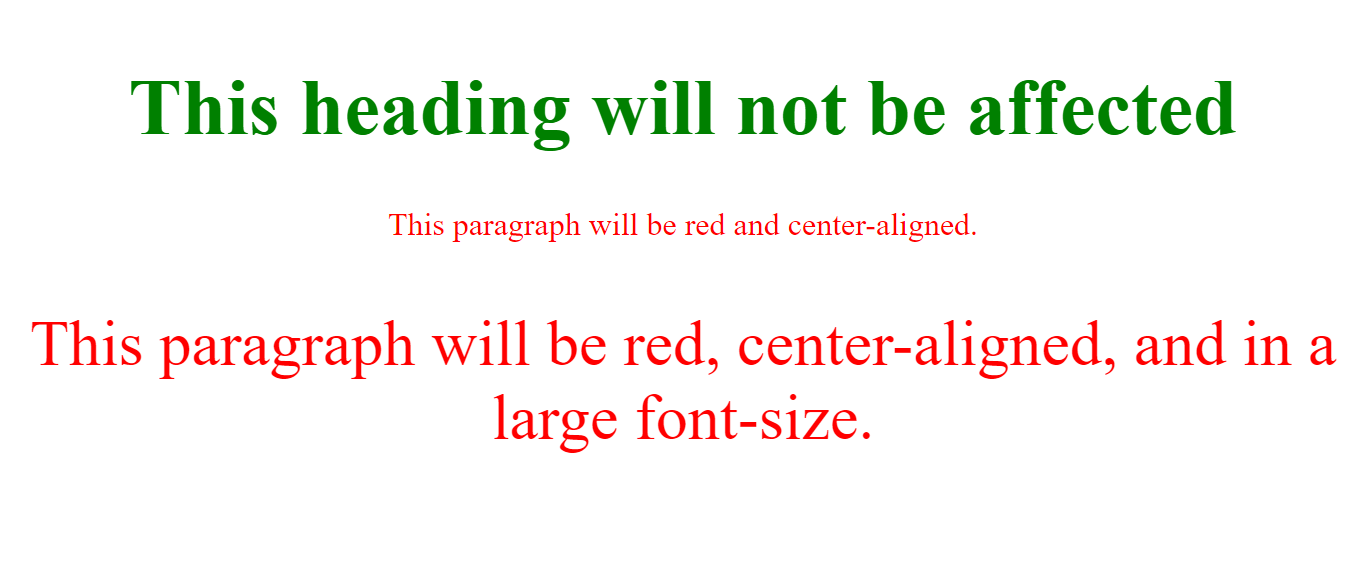 This heading will not be affected
This paragraph will be red and center-aligned.
This paragraph will be red, center-aligned, and in a
large font-size.